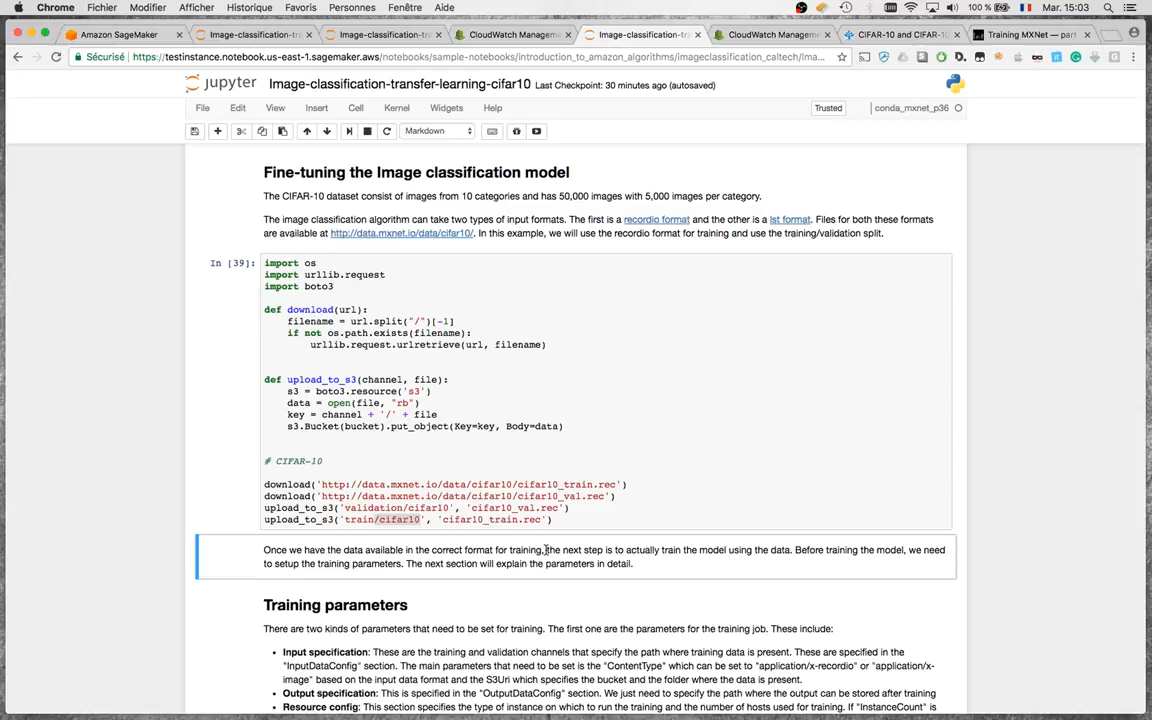 Chrome Fichier Modifier Afficher Historique Favoris Personnes Fenêtre Aide 100 % Mar. 15:03
Amazon SageMaker Image-classification-tra Image-classification-tra CloudWatch Manageme Image-classification-tra CloudWatch Manageme CIFAR-10 and CIFAR-10 Training MXNet — part
Sécurisé https://testinstance.notebook.us-east-1.sagemaker.aws/notebooks/sample-notebooks/introduction_to_amazon_algorithms/imageclassification_caltech/Ima...
jupyter Image-classification-transfer-learning-cifar10 Last Checkpoint: 30 minutes ago (autosaved)
File Edit View Insert Cell Kernel Widgets Help Trusted conda_mxnet_p36
Markdown
Fine-tuning the Image classification model
The CIFAR-10 dataset consist of images from 10 categories and has 50,000 images with 5,000 images per category.
The image classification algorithm can take two types of input formats. The first is a recordio format and the other is a lst format. Files for both these formats
are available at http://data.mxnet.io/data/cifar10/. In this example, we will use the recordio format for training and use the training/validation split.
In [39]: import os
import urllib.request
import boto3
def download(url):
filename = url.split("/")[-1]
if not os.path.exists(filename):
urllib.request.urlretrieve(url, filename)
def upload_to_s3(channel, file):
s3 = boto3.resource('s3')
data = open(file, "rb")
key = channel + '/' + file
s3.Bucket(bucket).put_object(Key=key, Body=data)
# CIFAR-10
download('http://data.mxnet.io/data/cifar10/cifar10_train.rec')
download('http://data.mxnet.io/data/cifar10/cifar10_val.rec')
upload_to_s3('validation/cifar10', 'cifar10_val.rec')
upload_to_s3('train/cifar10', 'cifar10_train.rec')
Once we have the data available in the correct format for training, the next step is to actually train the model using the data. Before training the model, we need
to setup the training parameters. The next section will explain the parameters in detail.
Training parameters
There are two kinds of parameters that need to be set for training. The first one are the parameters for the training job. These include:
• Input specification: These are the training and validation channels that specify the path where training data is present. These are specified in the
"InputDataConfig" section. The main parameters that need to be set is the "ContentType" which can be set to "application/x-recordio" or "application/x-
image" based on the input data format and the S3Uri which specifies the bucket and the folder where the data is present.
• Output specification: This is specified in the "OutputDataConfig" section. We just need to specify the path where the output can be stored after training
• Resource config: This section specifies the type of instance on which to run the training and the number of hosts used for training. If "InstanceCount" is